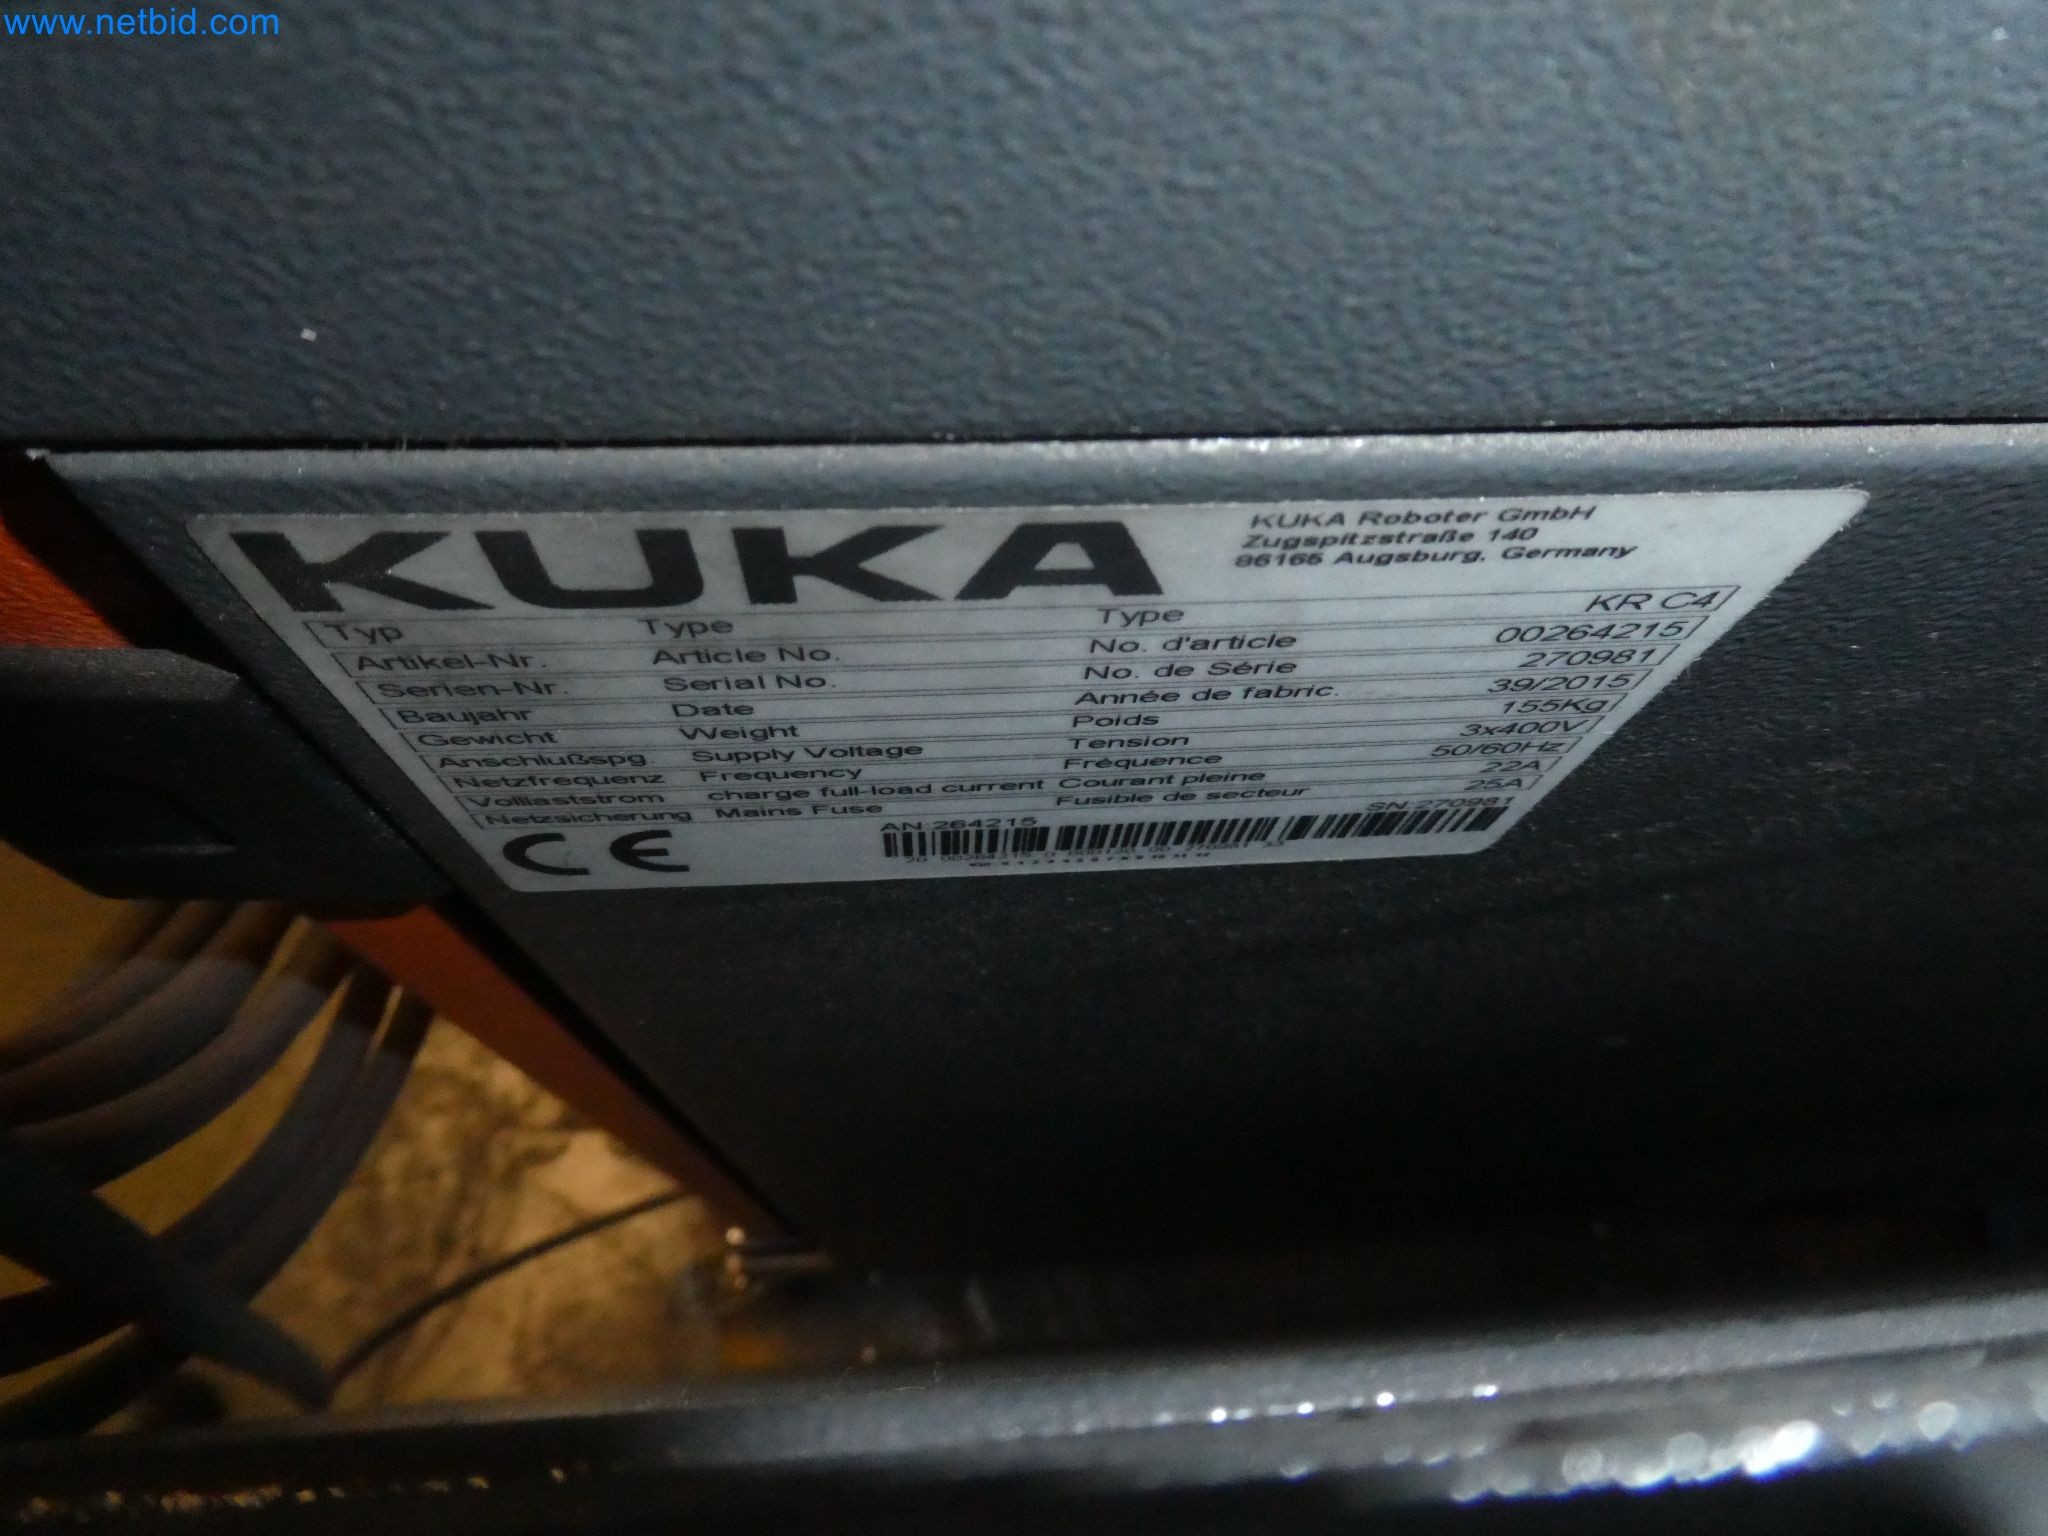 www.netbid.com
KUKA
KUKA Roboter GmbH
Zugspitzstraße 140
86165 Augsburg, Germany
Typ Type Type KR C4
Artikel-Nr. Article No. No. d'article 00264215
Serien-Nr. Serial No. No. de Série 270981
Baujahr Date Année de fabric. 39/2015
Gewicht Weight Poids 155Kg
Anschlußspg. Supply Voltage Tension 3x400V
Netzfrequenz Frequency Fréquence 50/60Hz
Volllaststrom charge full-load current Courant pleine 22A
Netzsicherung Mains Fuse Fusible de secteur 25A
CE
AN:264215 SN:270981